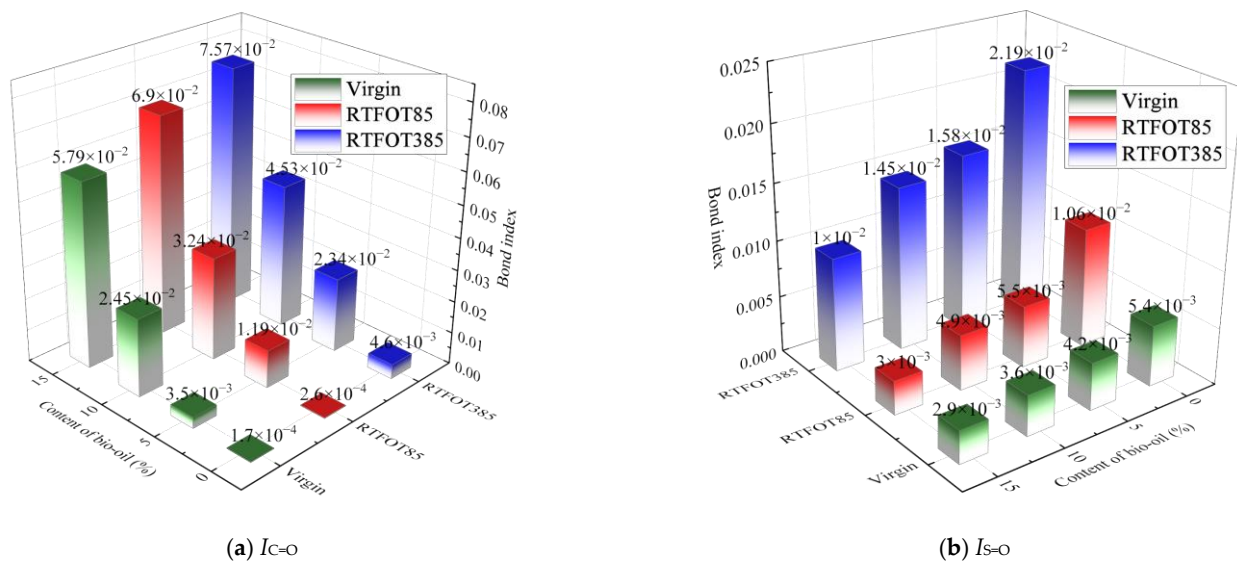 7.57×10⁻²
6.9×10⁻²
5.79×10⁻²
4.53×10⁻²
3.24×10⁻²
2.45×10⁻²
2.34×10⁻²
1.19×10⁻²
4.6×10⁻³
3.5×10⁻³
2.6×10⁻⁴
1.7×10⁻⁴
Virgin
RTFOT85
RTFOT385
0.08
0.07
0.06
0.05
0.04
0.03
0.02
0.01
0.00
Bond index
15
10
5
0
Content of bio-oil (%)
Virgin
RTFOT85
RTFOT385
(a) IC=O
0.025
0.020
0.015
0.010
0.005
0.000
Bond index
2.19×10⁻²
1.58×10⁻²
1.45×10⁻²
1×10⁻²
1.06×10⁻²
5.5×10⁻³
4.9×10⁻³
3×10⁻³
5.4×10⁻³
4.2×10⁻³
3.6×10⁻³
2.9×10⁻³
Virgin
RTFOT85
RTFOT385
RTFOT385
RTFOT85
Virgin
15
10
5
0
Content of bio-oil (%)
(b) IS=O